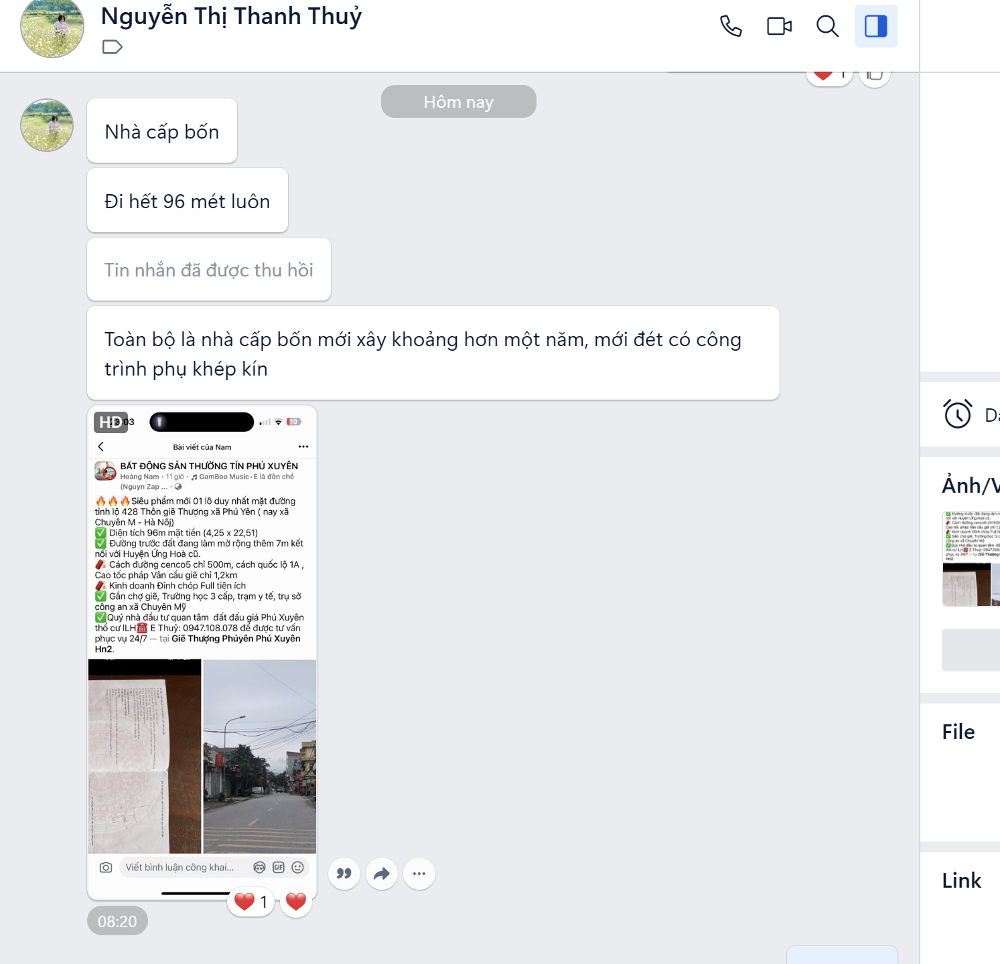 Nguyễn Thị Thanh Thuỷ
1
Hôm nay
Nhà cấp bốn
Đi hết 96 mét luôn
Tin nhắn đã được thu hồi
Toàn bộ là nhà cấp bốn mới xây khoảng hơn một năm, mới đét có công
trình phụ khép kín
HD
3:03
19
Bài viết của Nam
BẤT ĐỘNG SẢN THƯỜNG TÍN PHÚ XUYÊN
Hoàng Nam · 11 giờ · GamBoo Music • E là đôn chề
(Nguyn Zap ... ·
🔥🔥🔥Siêu phẩm mới 01 lô duy nhất mặt đường
tỉnh lộ 428 Thôn giẽ Thượng xã Phú Yên ( nay xã
Chuyên M - Hà Nôj)
✅ Diện tích 96m mặt tiền (4,25 x 22,51)
✅ Đường trước đất đang làm mở rộng thêm 7m kết
nối với Huyện Ứng Hoà cũ.
🧨 Cách đường cenco5 chỉ 500m, cách quốc lộ 1A ,
Cao tốc pháp Vân cầu giẽ chỉ 1,2km
🧨 Kinh doanh Đỉnh chóp Full tiện ích
✅ Gần chợ giẽ, Trường học 3 cấp, trạm y tế, trụ sở
công an xã Chuyên Mỹ
✅Quý nhà đầu tư quan tâm đất đấu giá Phú Xuyên
thổ cư lLH☎️ E Thuỷ: 0947.108.078 để được tư vấn
phục vụ 24/7 — tại Giẽ Thượng Phúyên Phú Xuyên
Hn2.
Viết bình luận công khai...
GIF
❤️ 1
08:20
Da
Ảnh/V
File
Link